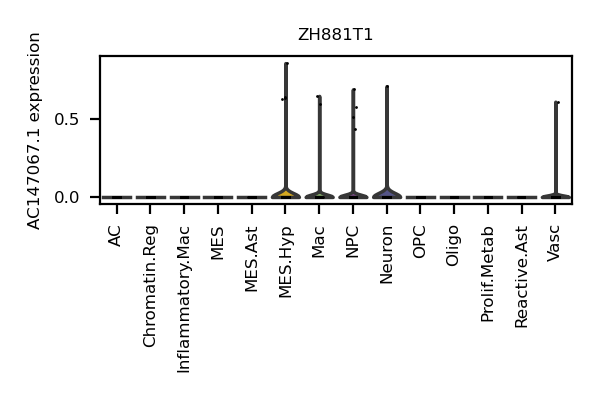 ZH881T1
AC147067.1 expression
0.5
0.0
AC
Chromatin.Reg
Inflammatory.Mac
MES
MES.Ast
MES.Hyp
Mac
NPC
Neuron
OPC
Oligo
Prolif.Metab
Reactive.Ast
Vasc